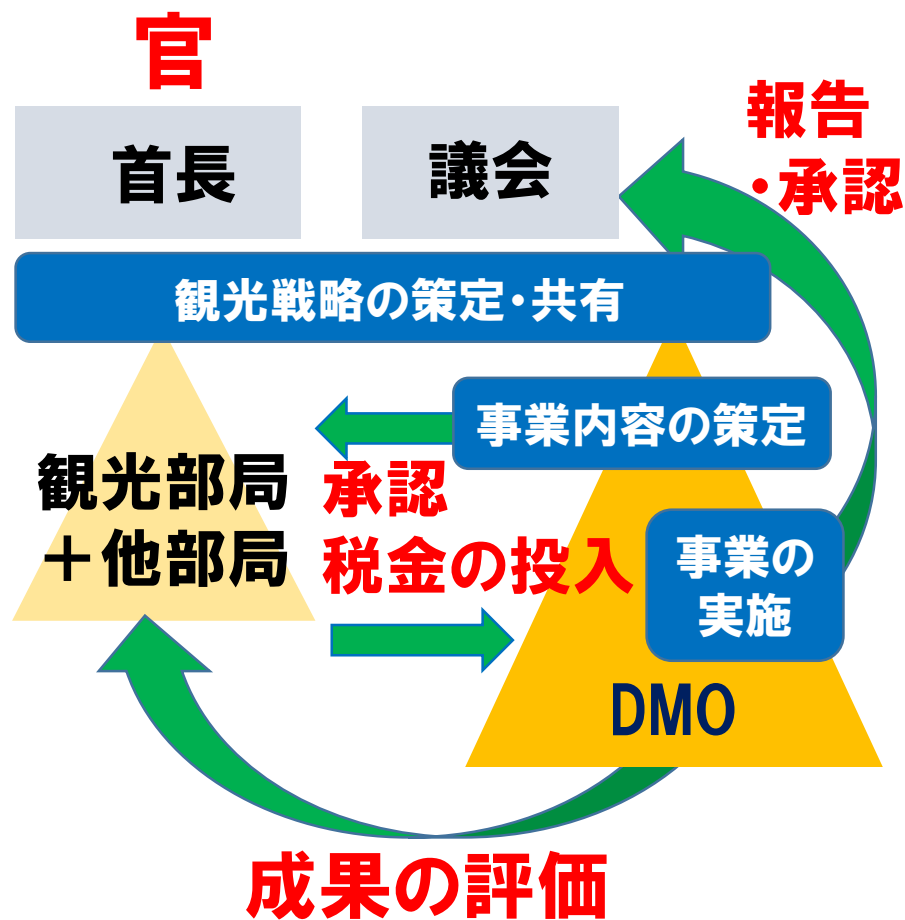 官
首長
議会
報告
・承認
観光戦略の策定・共有
事業内容の策定
観光部局
＋他部局
承認
税金の投入
事業の
実施
DMO
成果の評価